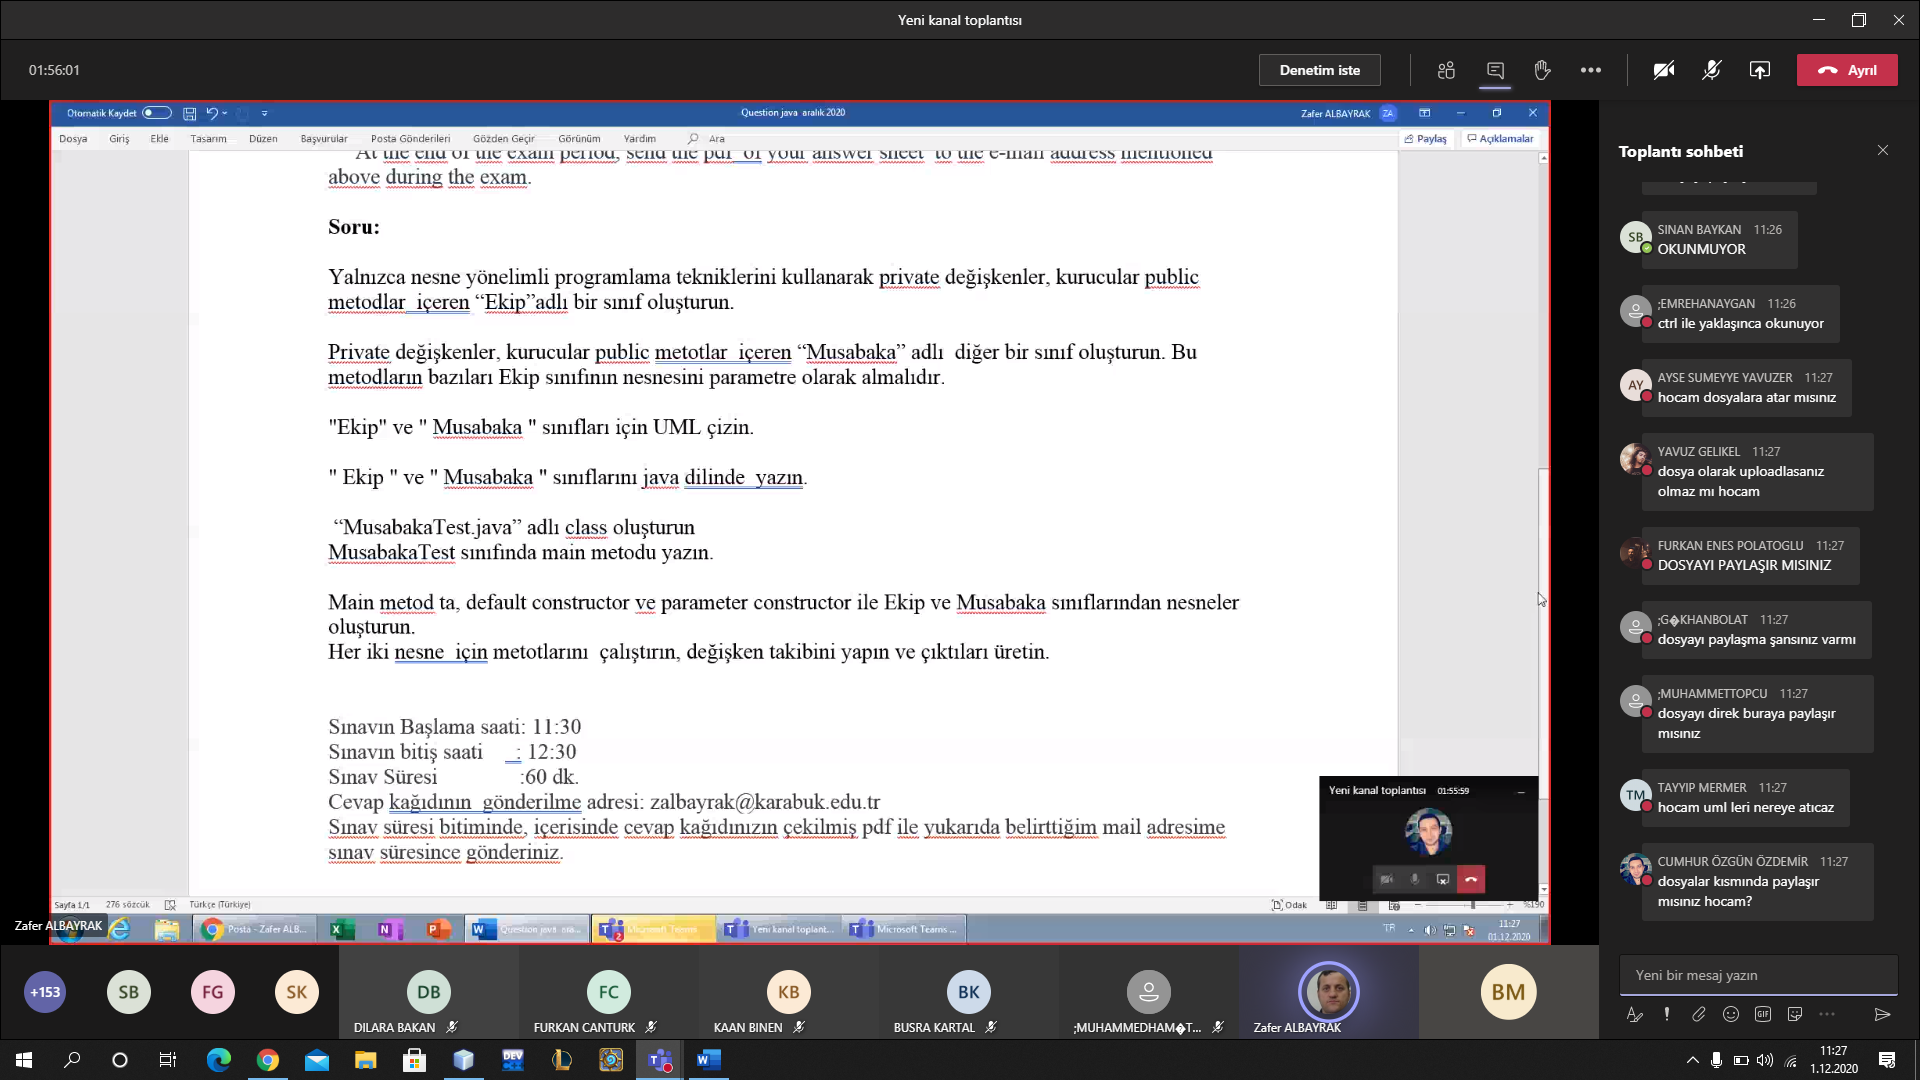 Yeni kanal toplantısı
01:56:01
Denetim iste
Ayrıl
Otomatik Kaydet
Question java aralık 2020
Zafer ALBAYRAK
ZA
Dosya
Giriş
Ekle
Tasarım
Düzen
Başvurular
Posta Gönderileri
Gözden Geçir
Görünüm
Yardım
Ara
Paylaş
Açıklamalar
At the end of the exam period, send the pdf of your answer sheet to the e-mail address mentioned
above during the exam.
Soru:
Yalnızca nesne yönelimli programlama tekniklerini kullanarak private değişkenler, kurucular public
metodlar içeren “Ekip”adlı bir sınıf oluşturun.
Private değişkenler, kurucular public metotlar içeren “Musabaka” adlı diğer bir sınıf oluşturun. Bu
metodların bazıları Ekip sınıfının nesnesini parametre olarak almalıdır.
"Ekip" ve " Musabaka " sınıfları için UML çizin.
" Ekip " ve " Musabaka " sınıflarını java dilinde yazın.
“MusabakaTest.java” adlı class oluşturun
MusabakaTest sınıfında main metodu yazın.
Main metod ta, default constructor ve parameter constructor ile Ekip ve Musabaka sınıflarından nesneler
oluşturun.
Her iki nesne için metotlarını çalıştırın, değişken takibini yapın ve çıktıları üretin.
Sınavın Başlama saati: 11:30
Sınavın bitiş saati : 12:30
Sınav Süresi :60 dk.
Cevap kağıdının gönderilme adresi: zalbayrak@karabuk.edu.tr
Sınav süresi bitiminde, içerisinde cevap kağıdınızın çekilmiş pdf ile yukarıda belirttiğim mail adresime
sınav süresince gönderiniz.
Yeni kanal toplantısı 01:55:59
Sayfa 1/1
276 sözcük
Türkçe (Türkiye)
Odak
%190
Zafer ALBAYRAK
Posta - Zafer ALB...
Question java ara...
Microsoft Teams
Yeni kanal toplant...
Microsoft Teams ...
TR
11:27
01.12.2020
Toplantı sohbeti
SB
SINAN BAYKAN 11:26
OKUNMUYOR
;EMREHANAYGAN 11:26
ctrl ile yaklaşınca okunuyor
AY
AYSE SUMEYYE YAVUZER 11:27
hocam dosyalara atar mısınız
YAVUZ GELIKEL 11:27
dosya olarak uploadlasanız
olmaz mı hocam
FURKAN ENES POLATOGLU 11:27
DOSYAYI PAYLAŞIR MISINIZ
;G�KHANBOLAT 11:27
dosyayı paylaşma şansınız varmı
;MUHAMMETTOPCU 11:27
dosyayı direk buraya paylaşır
mısınız
TM
TAYYIP MERMER 11:27
hocam uml leri nereye atıcaz
CUMHUR ÖZGÜN ÖZDEMİR 11:27
dosyalar kısmında paylaşır
mısınız hocam?
Yeni bir mesaj yazın
GIF
+153
SB
FG
SK
DB
DILARA BAKAN
FC
FURKAN CANTURK
KB
KAAN BINEN
BK
BUSRA KARTAL
;MUHAMMEDHAM�T...
Zafer ALBAYRAK
BM
DEV
11:27
1.12.2020